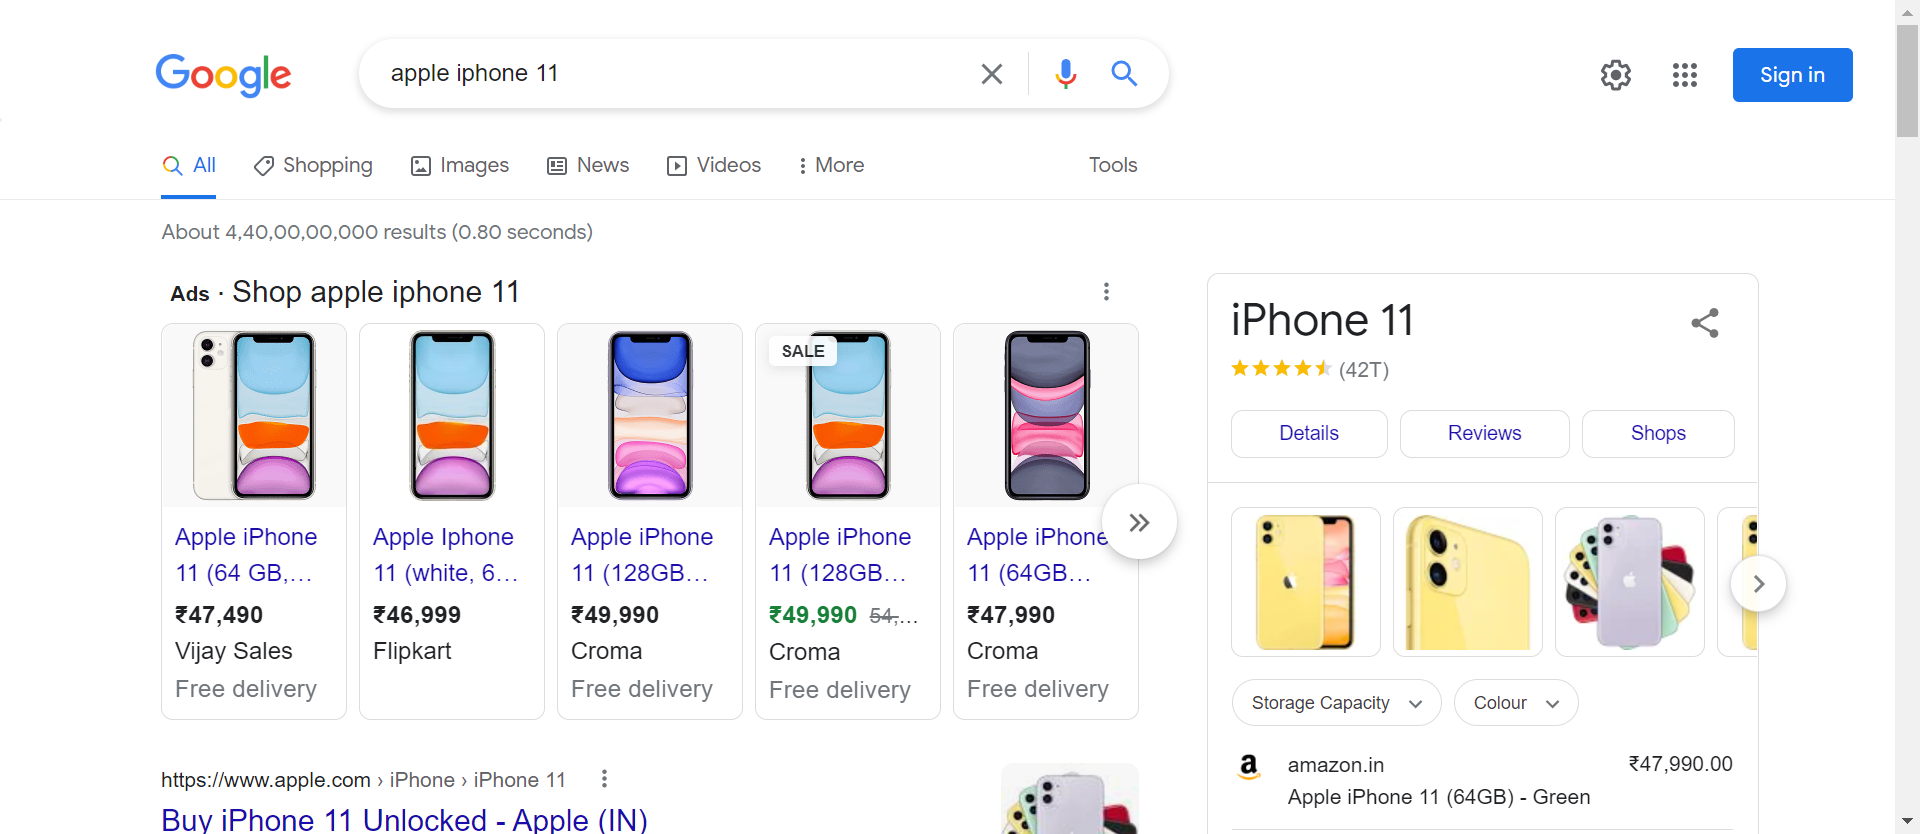 Google
apple iphone 11
Sign in
All
Shopping
Images
News
Videos
More
Tools
About 4,40,00,00,000 results (0.80 seconds)
Ads · Shop apple iphone 11
Apple iPhone
11 (64 GB,...
₹47,490
Vijay Sales
Free delivery
Apple Iphone
11 (white, 6...
₹46,999
Flipkart
Apple iPhone
11 (128GB...
₹49,990
Croma
Free delivery
SALE
Apple iPhone
11 (128GB...
₹49,990 54,...
Croma
Free delivery
Apple iPhone
11 (64GB...
₹47,990
Croma
Free delivery
https://www.apple.com › iPhone › iPhone 11
Buy iPhone 11 Unlocked - Apple (IN)
iPhone 11
(42T)
Details
Reviews
Shops
Storage Capacity
Colour
a
amazon.in
₹47,990.00
Apple iPhone 11 (64GB) - Green